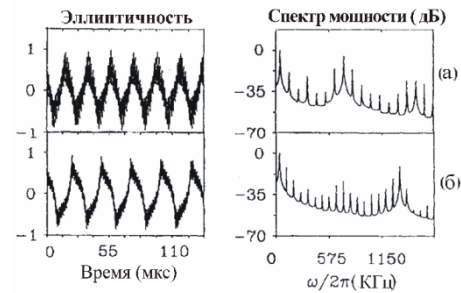 Эллиптичность
Спектр мощности (дБ)
1
0
−1
0
−35
−70
(а)
1
0
−1
0
−35
−70
(б)
0 55 110
Время (мкс)
0 575 1150
ω/2π(КГц)